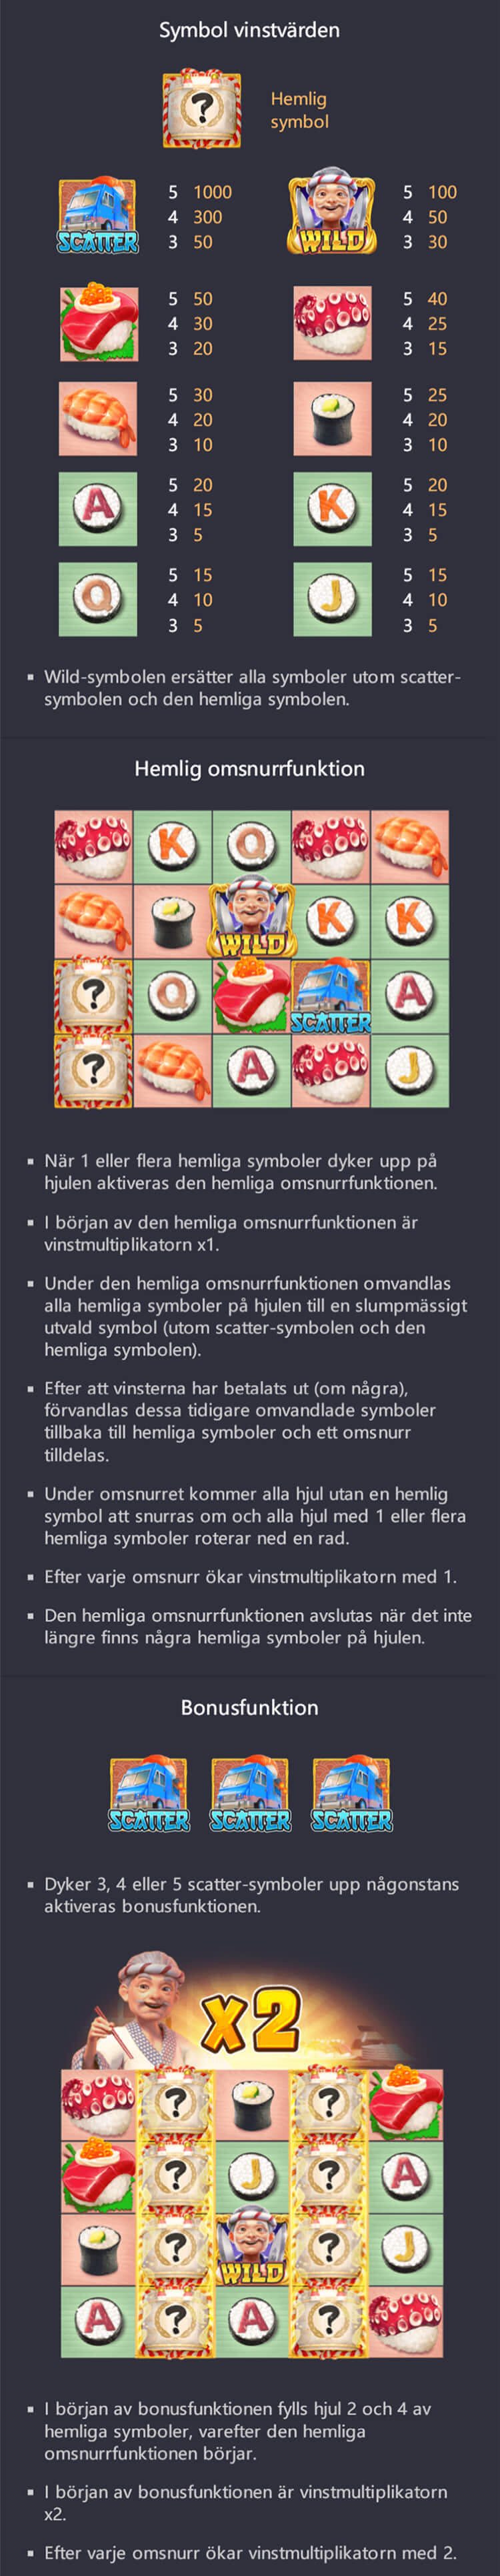 Symbol vinstvärden
?
Hemlig
symbol
5 1000
4 300
3 50
SCATTER
5 100
4 50
3 30
WILD
5 50
4 30
3 20
5 40
4 25
3 15
5 30
4 20
3 10
5 25
4 20
3 10
A
5 20
4 15
3 5
K
5 20
4 15
3 5
Q
5 15
4 10
3 5
J
5 15
4 10
3 5
▪ Wild-symbolen ersätter alla symboler utom scatter-
symbolen och den hemliga symbolen.
Hemlig omsnurrfunktion
K Q
WILD K K
? Q SCATTER A
? A J
▪ När 1 eller flera hemliga symboler dyker upp på
hjulen aktiveras den hemliga omsnurrfunktionen.
▪ I början av den hemliga omsnurrfunktionen är
vinstmultiplikatorn x1.
▪ Under den hemliga omsnurrfunktionen omvandlas
alla hemliga symboler på hjulen till en slumpmässigt
utvald symbol (utom scatter-symbolen och den
hemliga symbolen).
▪ Efter att vinsterna har betalats ut (om några),
förvandlas dessa tidigare omvandlade symboler
tillbaka till hemliga symboler och ett omsnurr
tilldelas.
▪ Under omsnurret kommer alla hjul utan en hemlig
symbol att snurras om och alla hjul med 1 eller flera
hemliga symboler roterar ned en rad.
▪ Efter varje omsnurr ökar vinstmultiplikatorn med 1.
▪ Den hemliga omsnurrfunktionen avslutas när det inte
längre finns några hemliga symboler på hjulen.
Bonusfunktion
SCATTER SCATTER SCATTER
▪ Dyker 3, 4 eller 5 scatter-symboler upp någonstans
aktiveras bonusfunktionen.
x2
? ?
? J ? A
? WILD ? J
A ? A ?
▪ I början av bonusfunktionen fylls hjul 2 och 4 av
hemliga symboler, varefter den hemliga
omsnurrfunktionen börjar.
▪ I början av bonusfunktionen är vinstmultiplikatorn
x2.
▪ Efter varje omsnurr ökar vinstmultiplikatorn med 2.